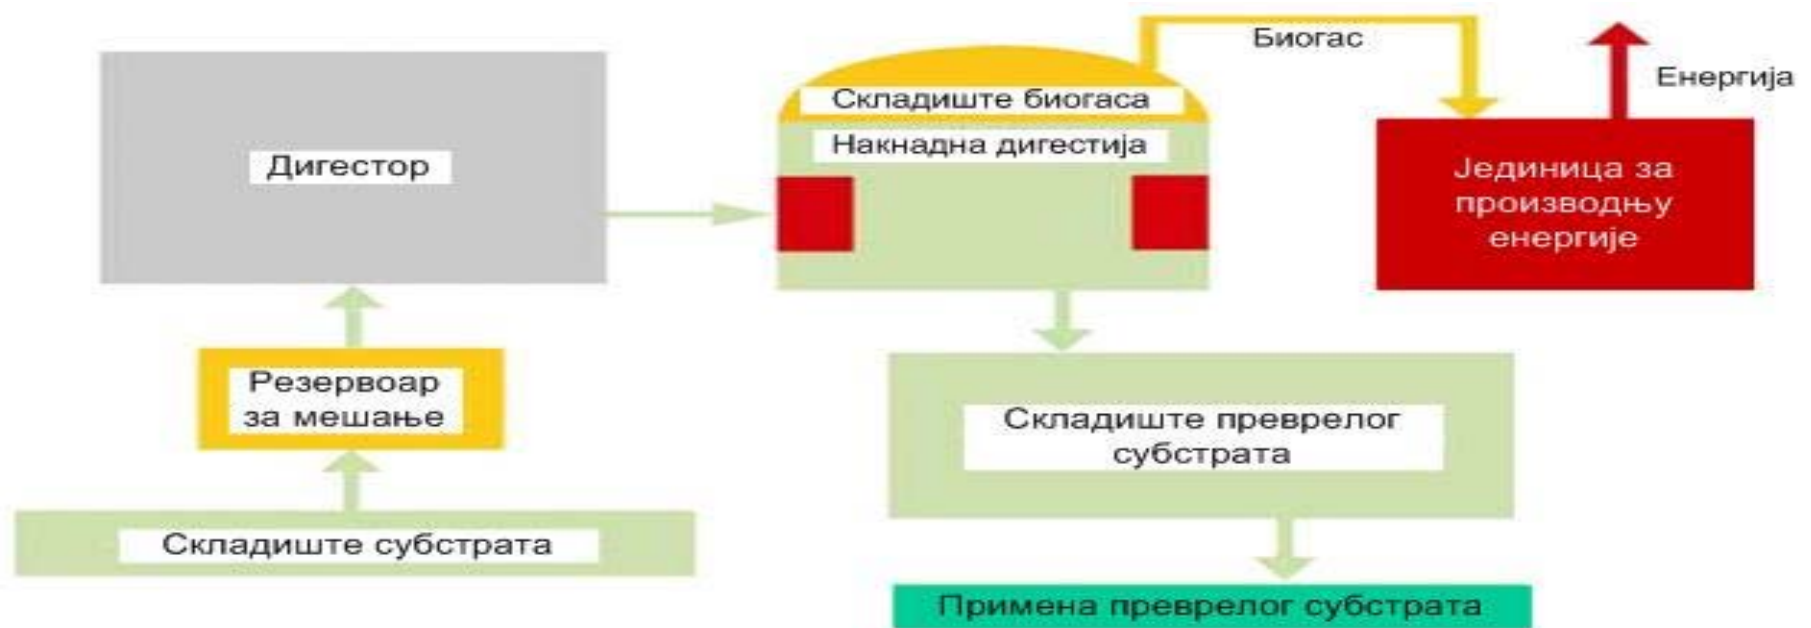 Биогас
Енергија
Складиште биогаса
Накнадна дигестија
Дигестор
Јединица за
производњу
енергије
Резервоар
за мешање
Складиште превелог
субстрата
Складиште субстрата
Примена преврелог субстрата